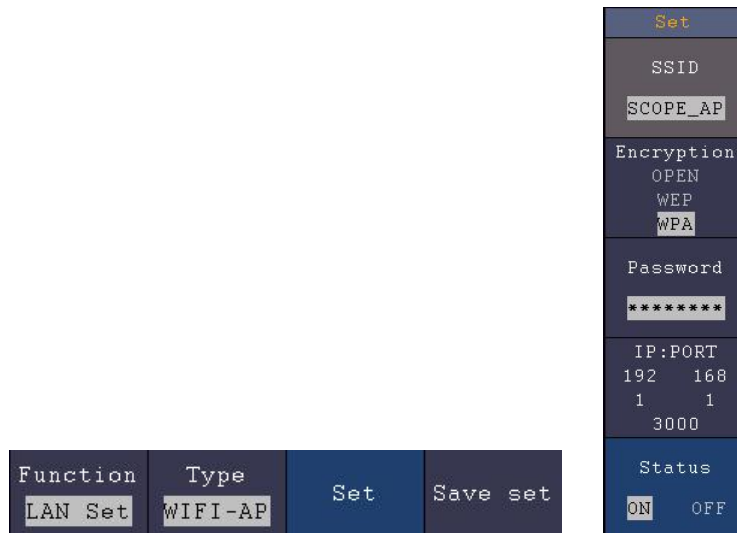 Set
SSID
SCOPE_AP
Encryption
OPEN
WEP
WPA
Password
********
IP:PORT
192 168
1 1
3000
Status
ON OFF
Function Type Set Save set
LAN Set WIFI-AP